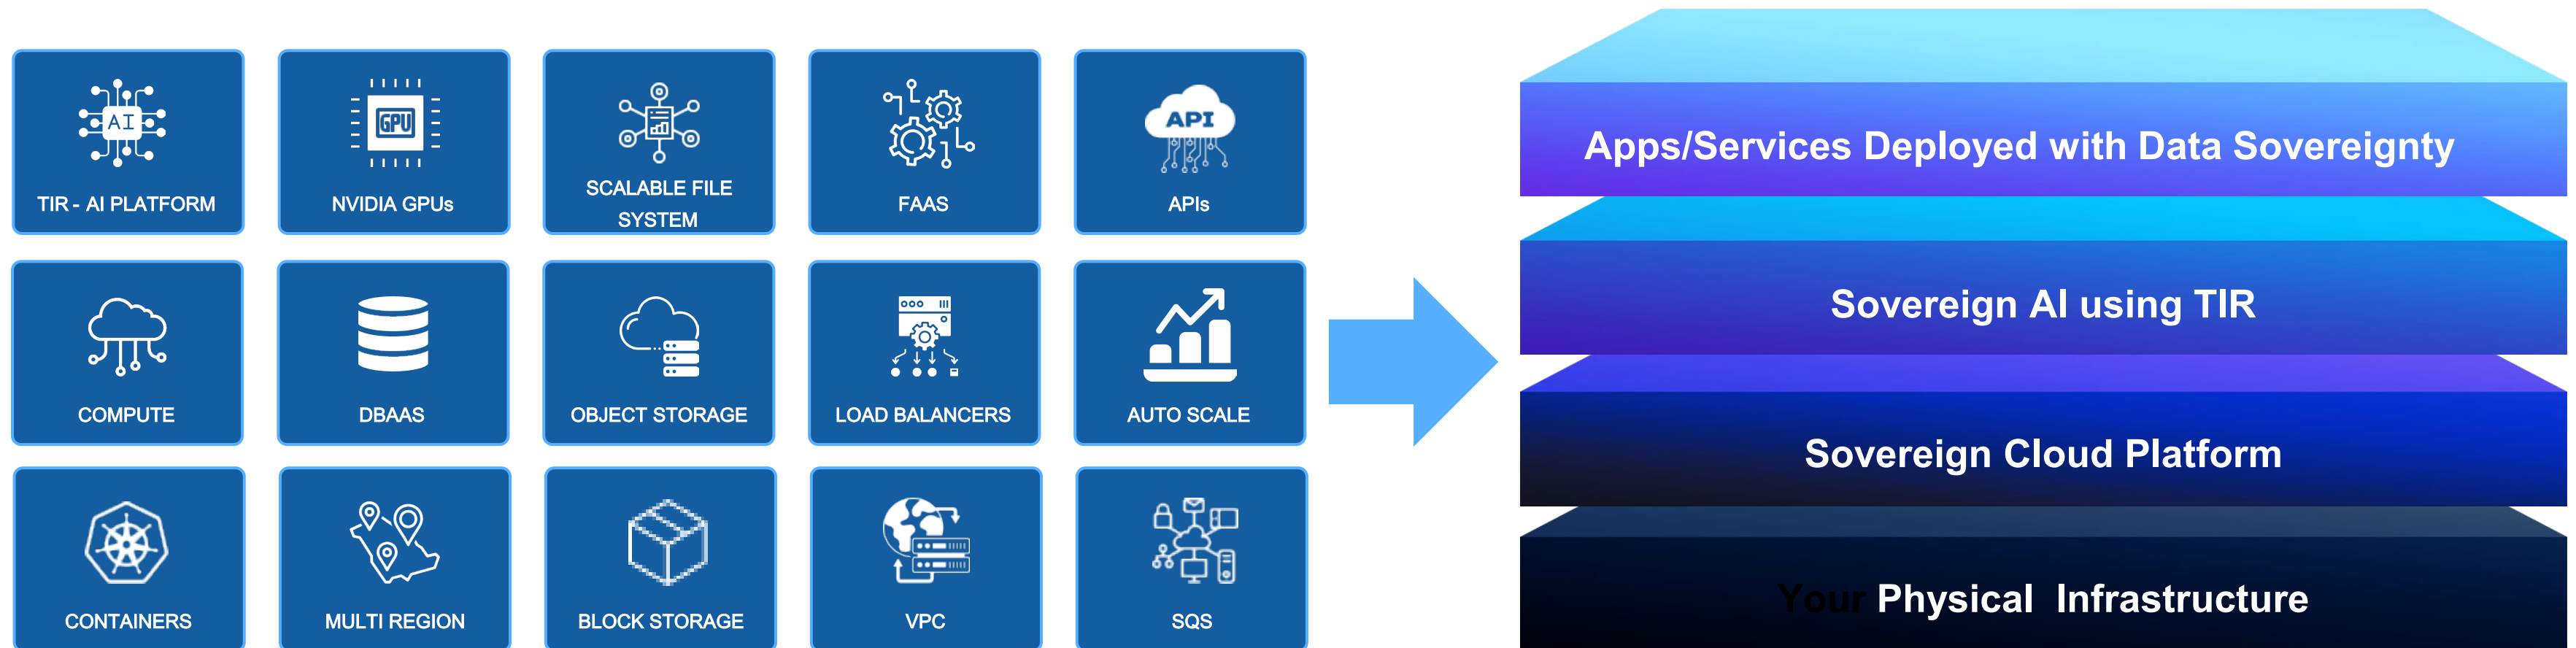 AI
TIR - AI PLATFORM
GPU
NVIDIA GPUs
SCALABLE FILE
SYSTEM
FAAS
API
APIs
COMPUTE
DBAAS
OBJECT STORAGE
LOAD BALANCERS
AUTO SCALE
CONTAINERS
MULTI REGION
BLOCK STORAGE
VPC
SQS
Apps/Services Deployed with Data Sovereignty
Sovereign AI using TIR
Sovereign Cloud Platform
Your Physical Infrastructure